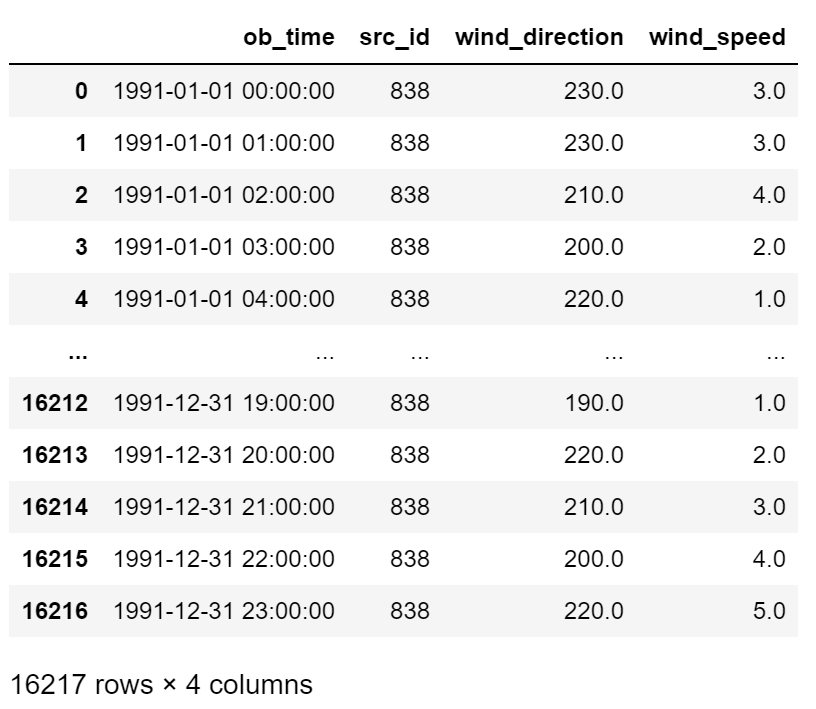 ob_time src_id wind_direction wind_speed
0 1991-01-01 00:00:00 838 230.0 3.0
1 1991-01-01 01:00:00 838 230.0 3.0
2 1991-01-01 02:00:00 838 210.0 4.0
3 1991-01-01 03:00:00 838 200.0 2.0
4 1991-01-01 04:00:00 838 220.0 1.0
... ... ... ... ...
16212 1991-12-31 19:00:00 838 190.0 1.0
16213 1991-12-31 20:00:00 838 220.0 2.0
16214 1991-12-31 21:00:00 838 210.0 3.0
16215 1991-12-31 22:00:00 838 200.0 4.0
16216 1991-12-31 23:00:00 838 220.0 5.0
16217 rows × 4 columns